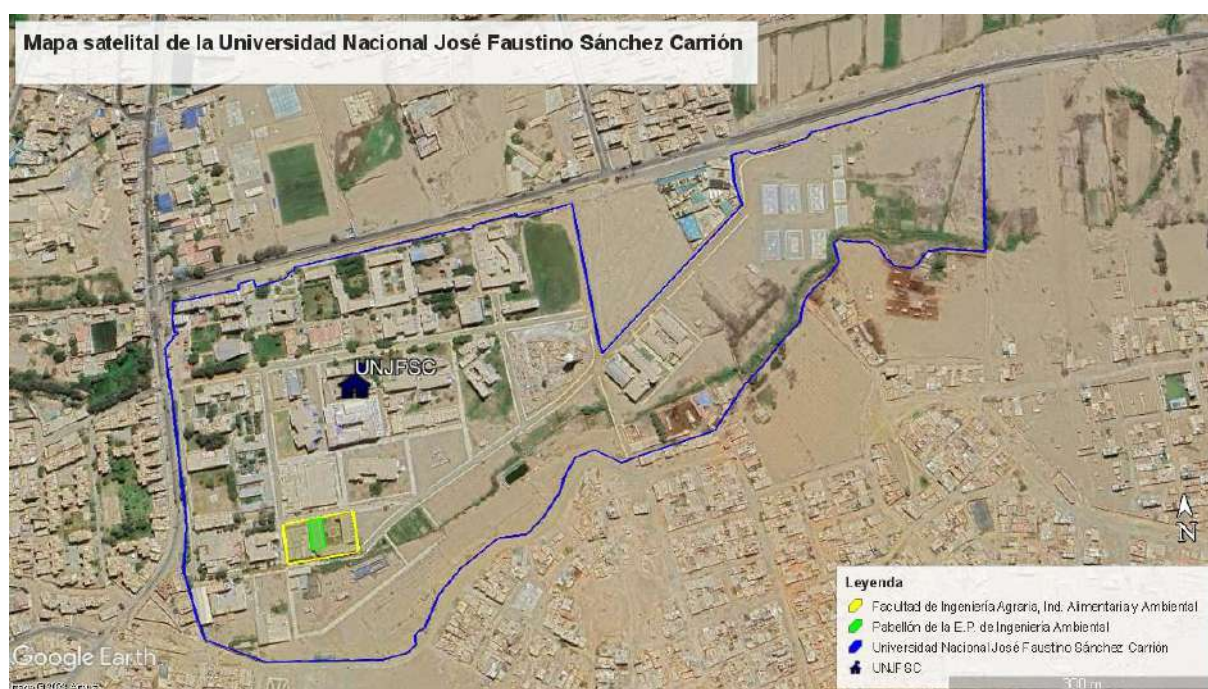 Mapa satelital de la Universidad Nacional José Faustino Sánchez Carrión
UNJFSC
N
Leyenda
Facultad de Ingeniería Agraria, Ind. Alimentaria y Ambiental
Pabellón de la E.P. de Ingeniería Ambiental
Universidad Nacional José Faustino Sánchez Carrión
UNJFSC
Google Earth
300 m